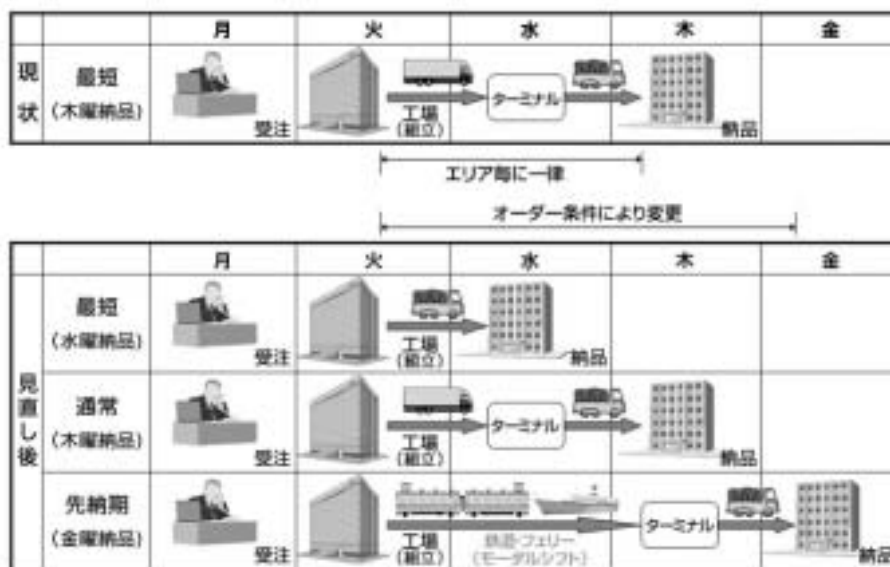 月 火 水 木 金
現状
最短
(木曜納品)
受注
工場
(組立)
ターミナル
納品
エリア毎に一律
オーダー条件により変更
月 火 水 木 金
見直し後
最短
(水曜納品)
受注
工場
(組立)
納品
通常
(木曜納品)
受注
工場
(組立)
ターミナル
納品
先納期
(金曜納品)
受注
工場
(組立)
鉄道・フェリー
(モーダルシフト)
ターミナル
納品